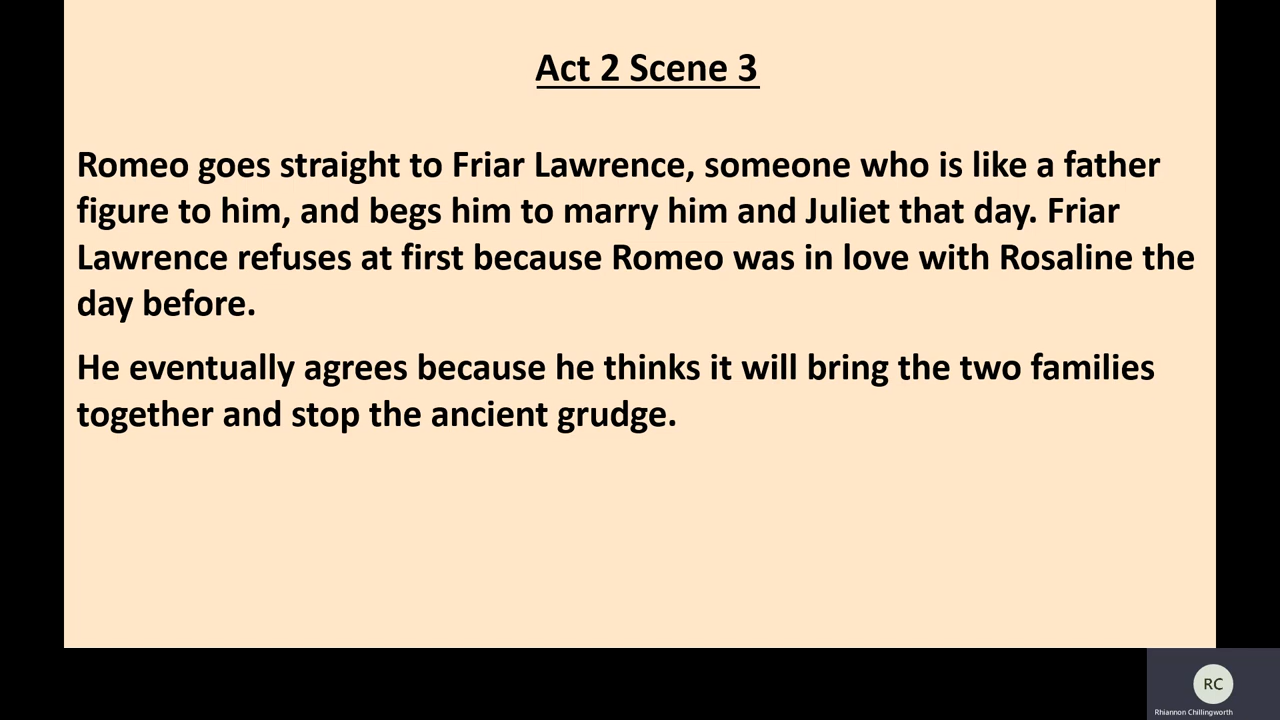 Act 2 Scene 3
Romeo goes straight to Friar Lawrence, someone who is like a father
figure to him, and begs him to marry him and Juliet that day. Friar
Lawrence refuses at first because Romeo was in love with Rosaline the
day before.
He eventually agrees because he thinks it will bring the two families
together and stop the ancient grudge.
RC
Rhiannon Chillingworth